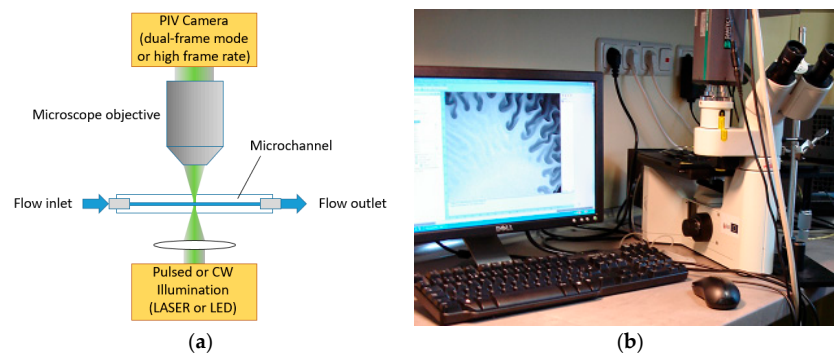 PIV Camera
(dual-frame mode
or high frame rate)
Microscope objective
Microchannel
Flow inlet
Flow outlet
Pulsed or CW
Illumination
(LASER or LED)
DELL
(a)
(b)